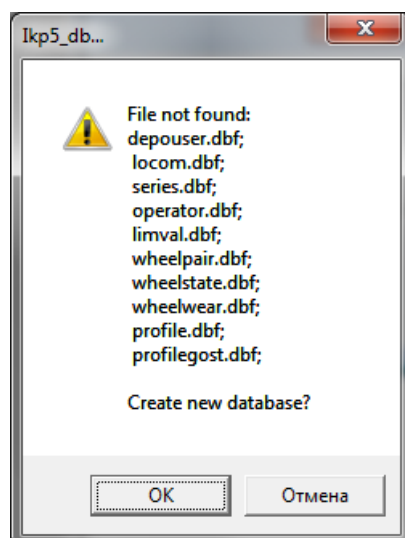 Ikp5_db...
File not found:
depouser.dbf;
locom.dbf;
series.dbf;
operator.dbf;
limval.dbf;
wheelpair.dbf;
wheelstate.dbf;
wheelwear.dbf;
profile.dbf;
profilegost.dbf;
Create new database?
OK
Отмена